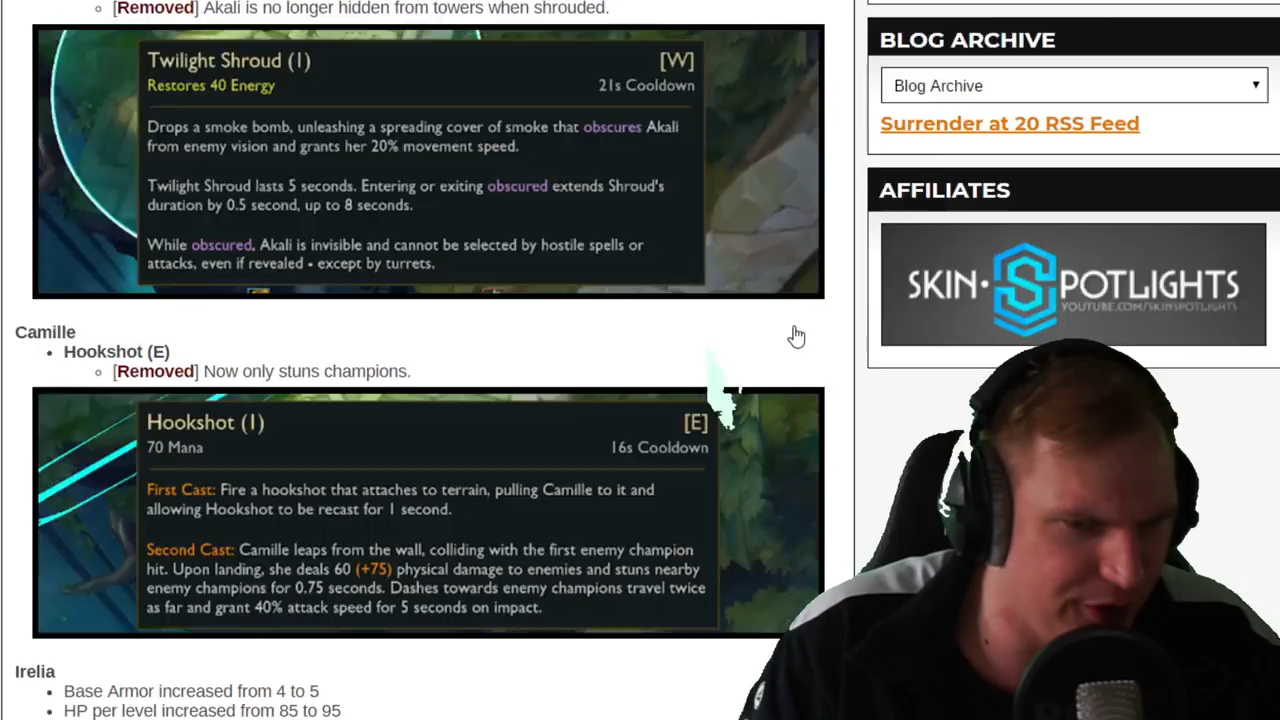 [Removed] Akali is no longer hidden from towers when shrouded.
Twilight Shroud (1) [W]
Restores 40 Energy 21s Cooldown
Drops a smoke bomb, unleashing a spreading cover of smoke that obscures Akali
from enemy vision and grants her 20% movement speed.
Twilight Shroud lasts 5 seconds. Entering or exiting obscured extends Shroud's
duration by 0.5 second, up to 8 seconds.
While obscured, Akali is invisible and cannot be selected by hostile spells or
attacks, even if revealed - except by turrets.
Camille
Hookshot (E)
[Removed] Now only stuns champions.
Hookshot (1) [E]
70 Mana 16s Cooldown
First Cast: Fire a hookshot that attaches to terrain, pulling Camille to it and
allowing Hookshot to be recast for 1 second.
Second Cast: Camille leaps from the wall, colliding with the first enemy champion
hit. Upon landing, she deals 60 (+75) physical damage to enemies and stuns nearby
enemy champions for 0.75 seconds. Dashes towards enemy champions travel twice
as far and grant 40% attack speed for 5 seconds on impact.
Irelia
Base Armor increased from 4 to 5
HP per level increased from 85 to 95
BLOG ARCHIVE
Blog Archive
Surrender at 20 RSS Feed
AFFILIATES
SKIN·SPOTLIGHTS
YOUTUBE.COM/SKINSPOTLIGHTS